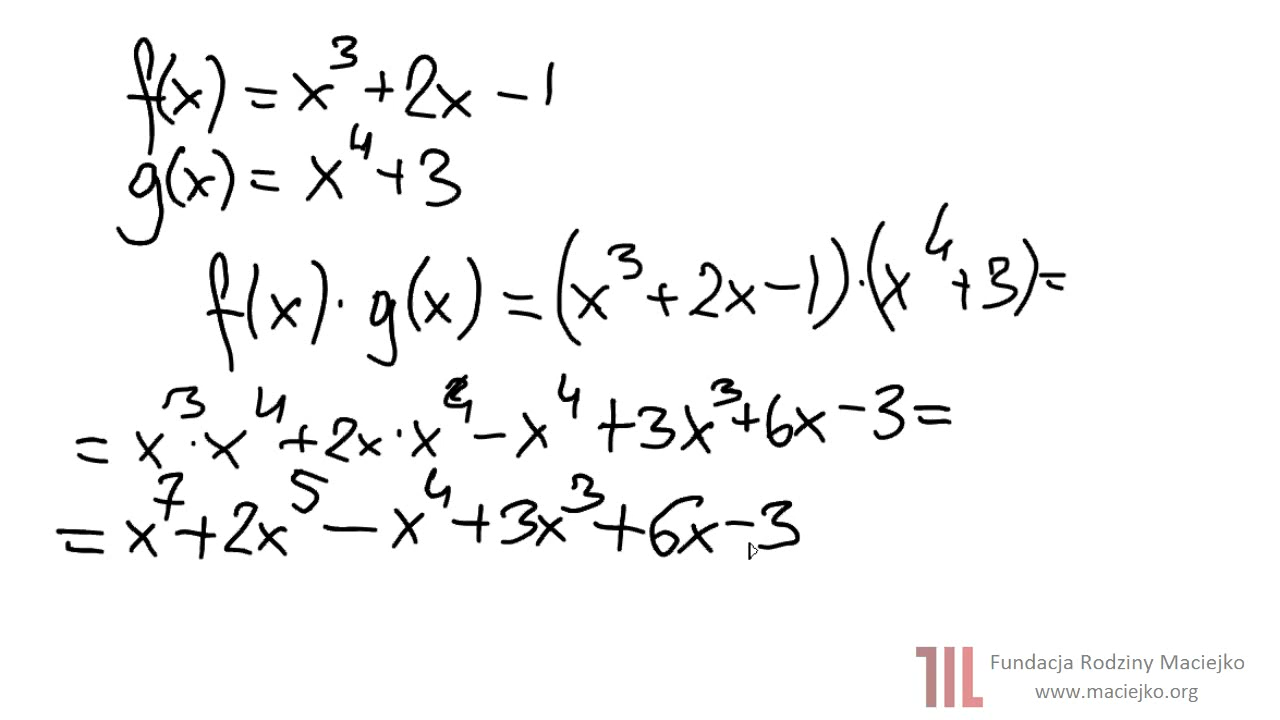 f(x) = x³ + 2x - 1
g(x) = x⁴ + 3
f(x) · g(x) = (x³ + 2x - 1) · (x⁴ + 3) =
= x³ · x⁴ + 2x · x⁴ - x⁴ + 3x³ + 6x - 3 =
= x⁷ + 2x⁵ - x⁴ + 3x³ + 6x - 3
Fundacja Rodziny Maciejko
www.maciejko.org